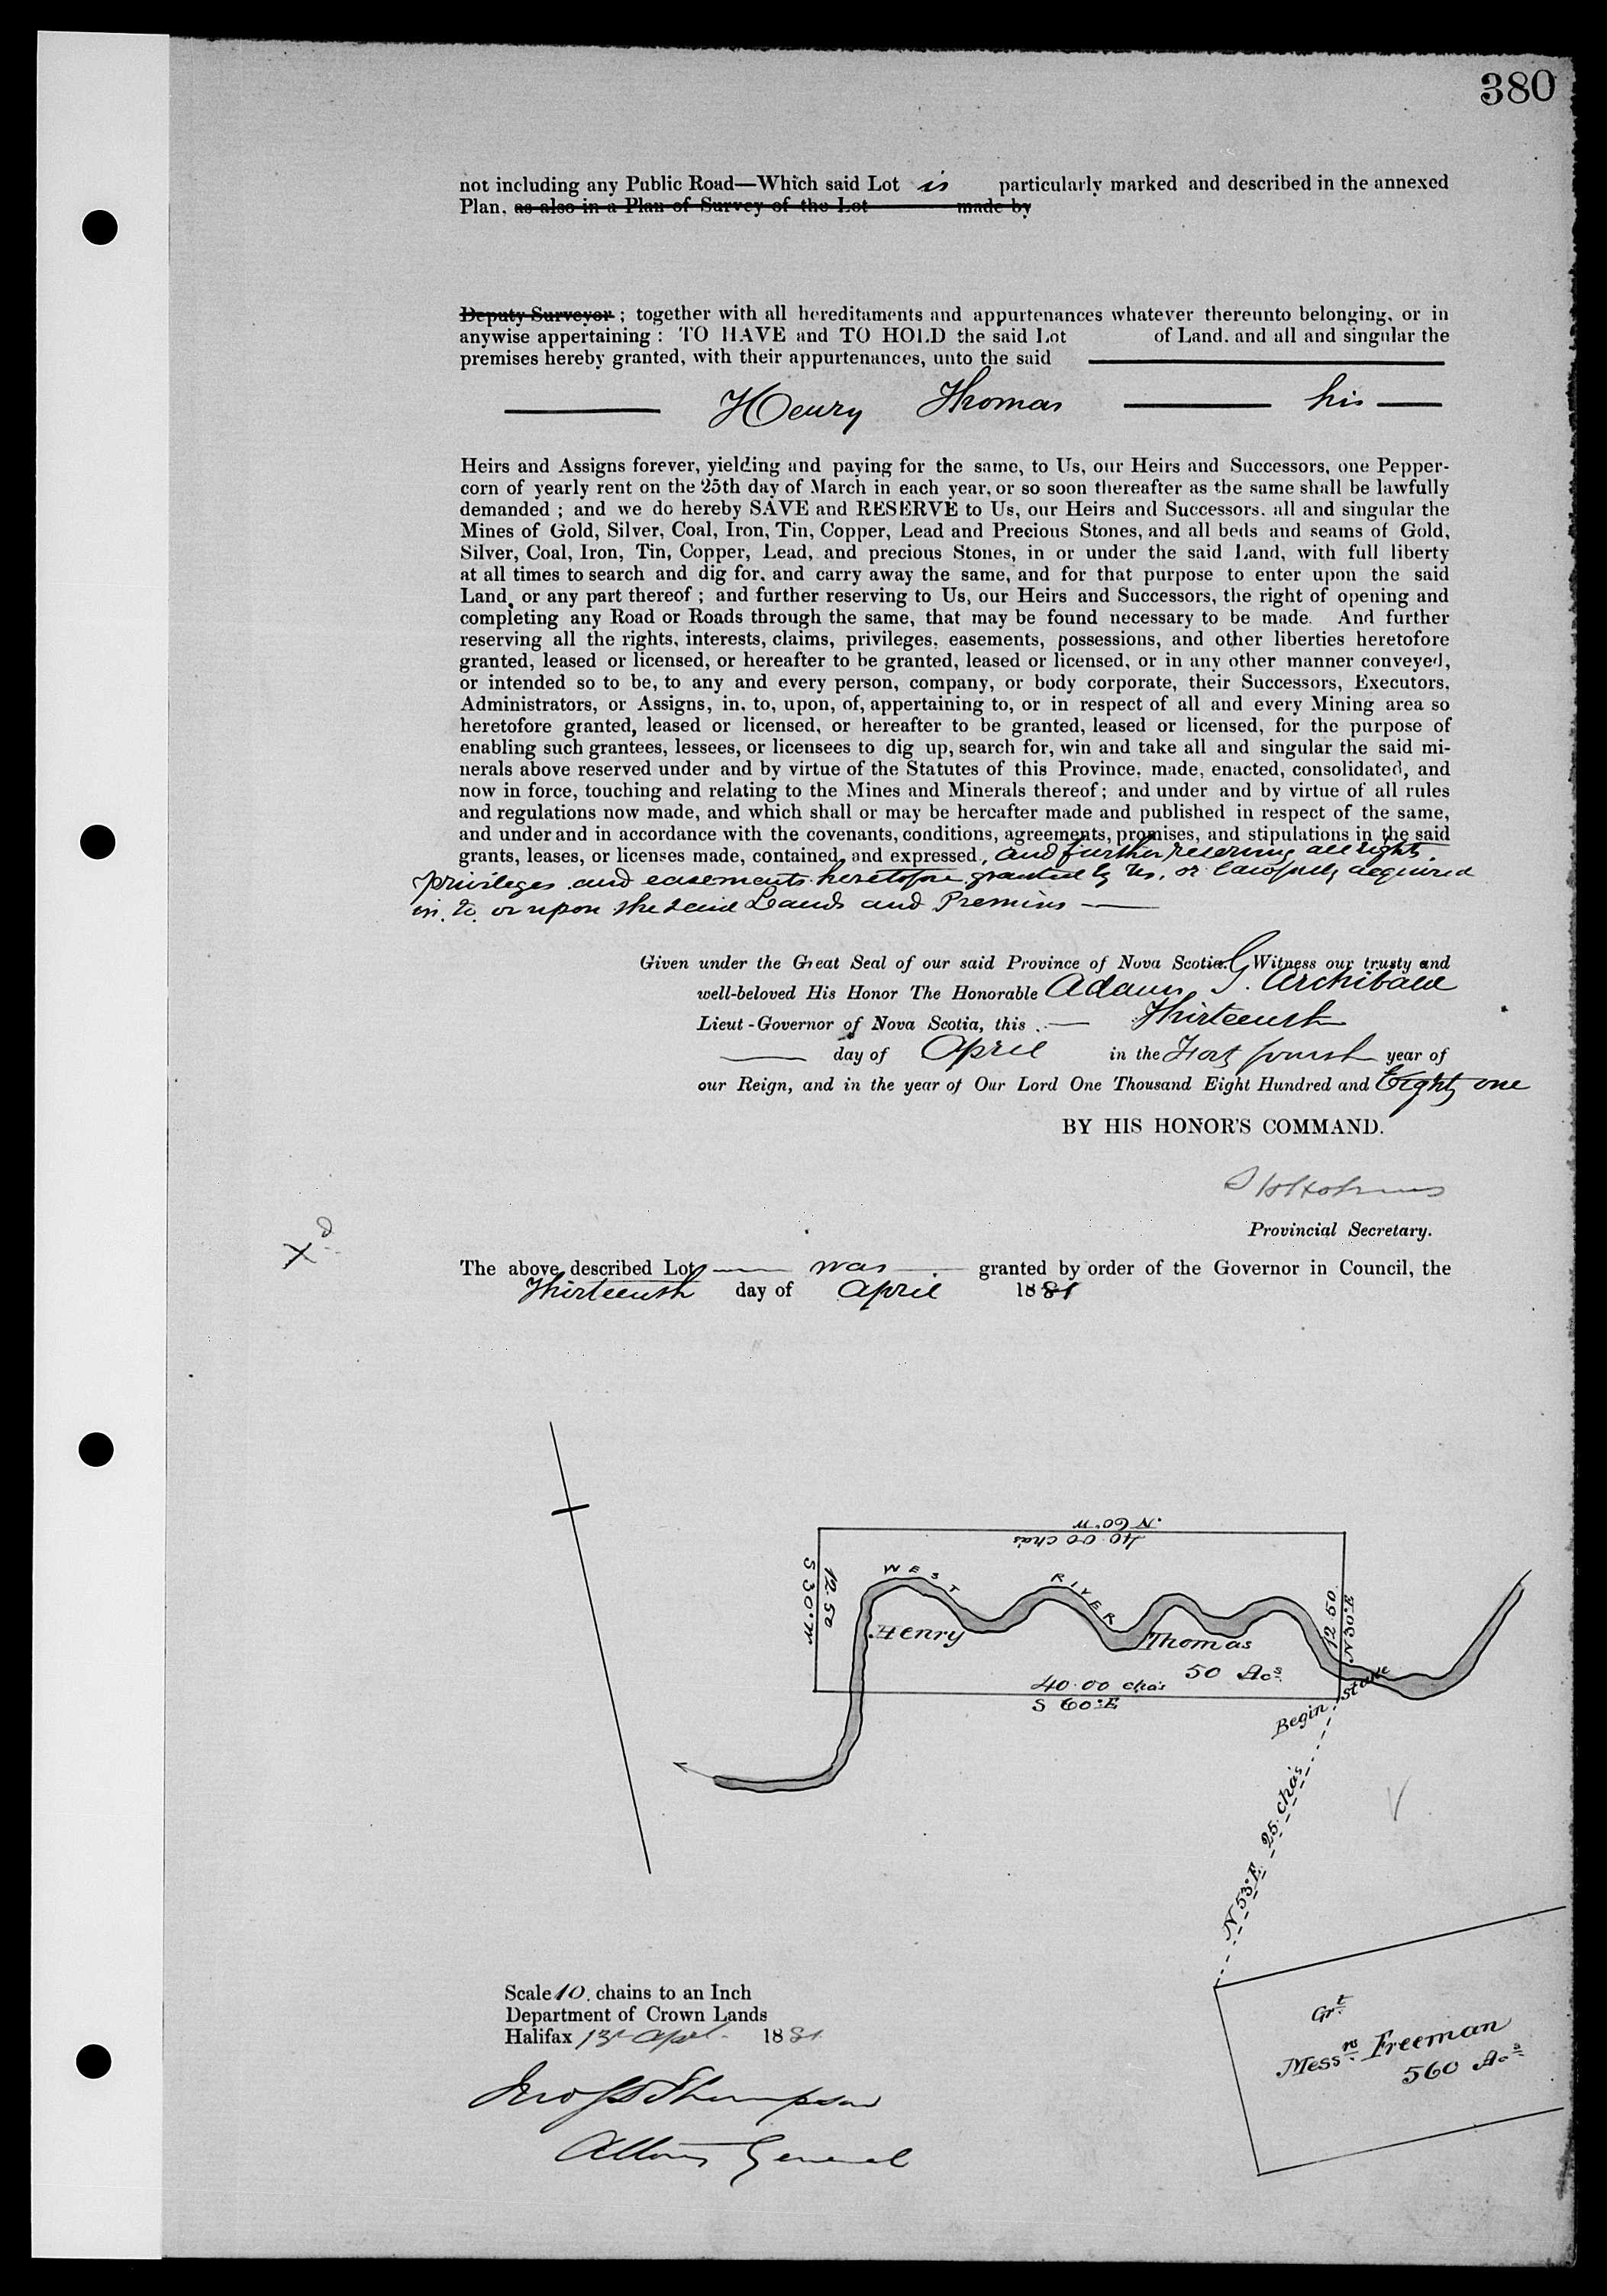 380
not including any Public Road—Which said Lot is particularly marked and described in the annexed
Plan, as also in a Plan of Survey of the Lot made by
Deputy Surveyor; together with all hereditaments and appurtenances whatever thereunto belonging, or in
anywise appertaining: TO HAVE and TO HOLD the said Lot of Land, and all and singular the
premises hereby granted, with their appurtenances, unto the said
Henry Thomas his
Heirs and Assigns forever, yielding and paying for the same, to Us, our Heirs and Successors, one Pepper-
corn of yearly rent on the 25th day of March in each year, or so soon thereafter as the same shall be lawfully
demanded; and we do hereby SAVE and RESERVE to Us, our Heirs and Successors, all and singular the
Mines of Gold, Silver, Coal, Iron, Tin, Copper, Lead and Precious Stones, and all beds and seams of Gold,
Silver, Coal, Iron, Tin, Copper, Lead, and precious Stones, in or under the said Land, with full liberty
at all times to search and dig for, and carry away the same, and for that purpose to enter upon the said
Land, or any part thereof; and further reserving to Us, our Heirs and Successors, the right of opening and
completing any Road or Roads through the same, that may be found necessary to be made. And further
reserving all the rights, interests, claims, privileges, easements, possessions, and other liberties heretofore
granted, leased or licensed, or hereafter to be granted, leased or licensed, or in any other manner conveyed,
or intended so to be, to any and every person, company, or body corporate, their Successors, Executors,
Administrators, or Assigns, in, to, upon, of, appertaining to, or in respect of all and every Mining area so
heretofore granted, leased or licensed, or hereafter to be granted, leased or licensed, for the purpose of
enabling such grantees, lessees, or licensees to dig up, search for, win and take all and singular the said mi-
nerals above reserved under and by virtue of the Statutes of this Province, made, enacted, consolidated, and
now in force, touching and relating to the Mines and Minerals thereof; and under and by virtue of all rules
and regulations now made, and which shall or may be hereafter made and published in respect of the same,
and under and in accordance with the covenants, conditions, agreements, promises, and stipulations in the said
grants, leases, or licenses made, contained, and expressed, and further reserving all rights,
privileges and easements heretofore granted by Us, or lawfully acquired
in, to, or upon the said Lands and Premises
Given under the Great Seal of our said Province of Nova Scotia. Witness our trusty and
well-beloved His Honor The Honorable Adams G. Archibald
Lieut-Governor of Nova Scotia, this Thirteenth
day of April in the Forty fourth year of
our Reign, and in the year of Our Lord One Thousand Eight Hundred and Eighty one
BY HIS HONOR'S COMMAND.
S H Holmes
Provincial Secretary.
The above described Lot was granted by order of the Governor in Council, the
Thirteenth day of April 1881
N 60° W
40.00 chas
S 30° W
12.50
WEST RIVER
Henry Thomas
50 Acs
12.50
N 30° E
40.00 chas
S 60° E
Begin Stake
N 53° E 25 chas
Grt
Messrs Freeman
560 Acs
Scale 10 chains to an Inch
Department of Crown Lands
Halifax 13th April 1881
Jno S D Thompson
Attorney General